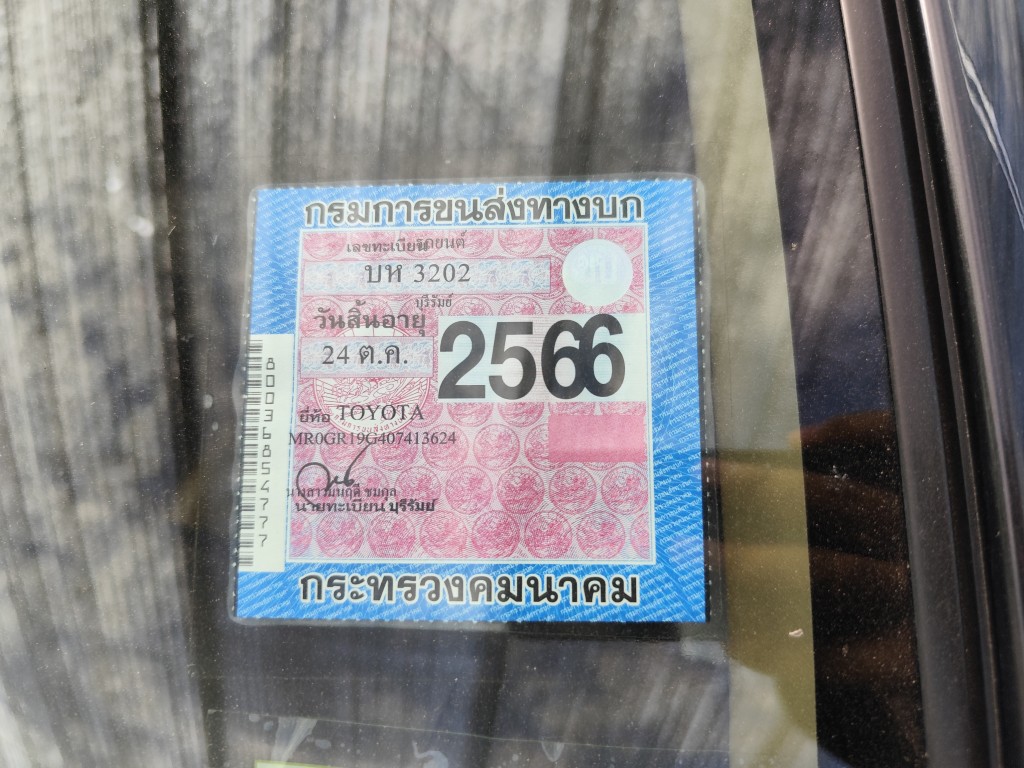 กรมการขนส่งทางบก
เลขทะเบียนรถยนต์
บห 3202
บุรีรัมย์
วันสิ้นอายุ
24 ต.ค.
2566
ยี่ห้อ TOYOTA
MR0GR19G407413624
นายทะเบียน บุรีรัมย์
80036854777
กระทรวงคมนาคม